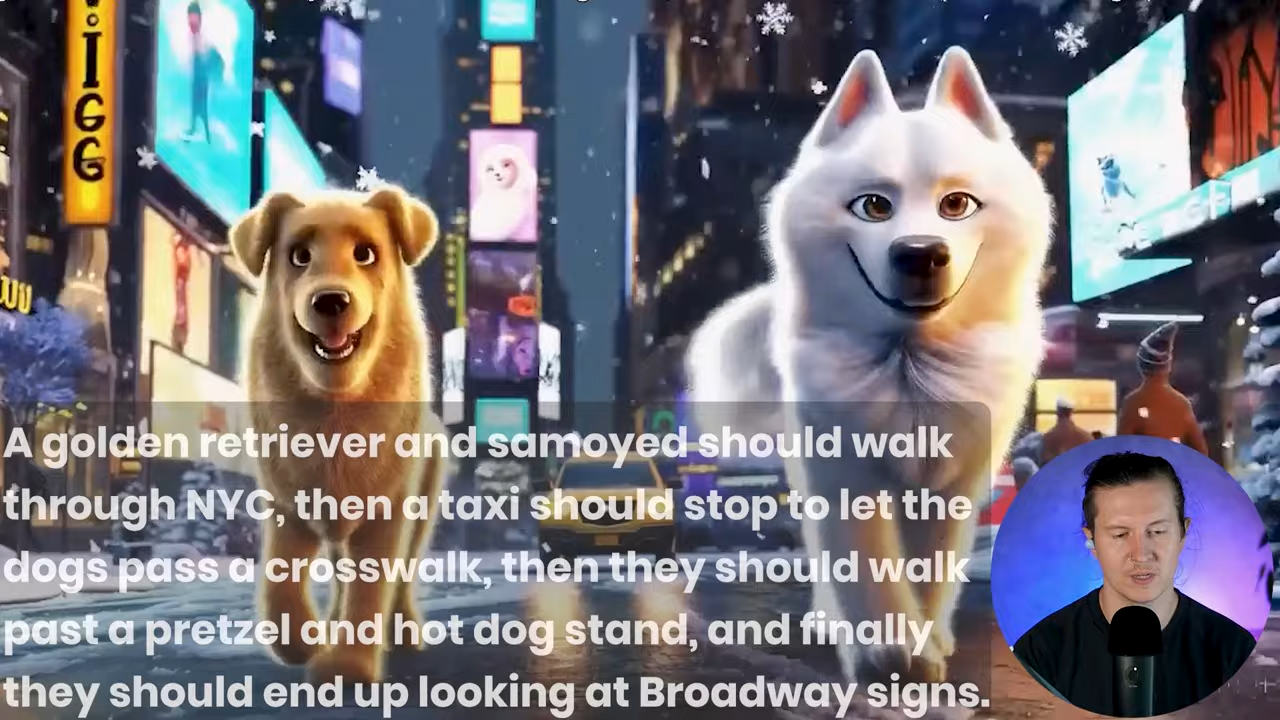 IGG
A golden retriever and samoyed should walk
through NYC, then a taxi should stop to let the
dogs pass a crosswalk, then they should walk
past a pretzel and hot dog stand, and finally
they should end up looking at Broadway signs.